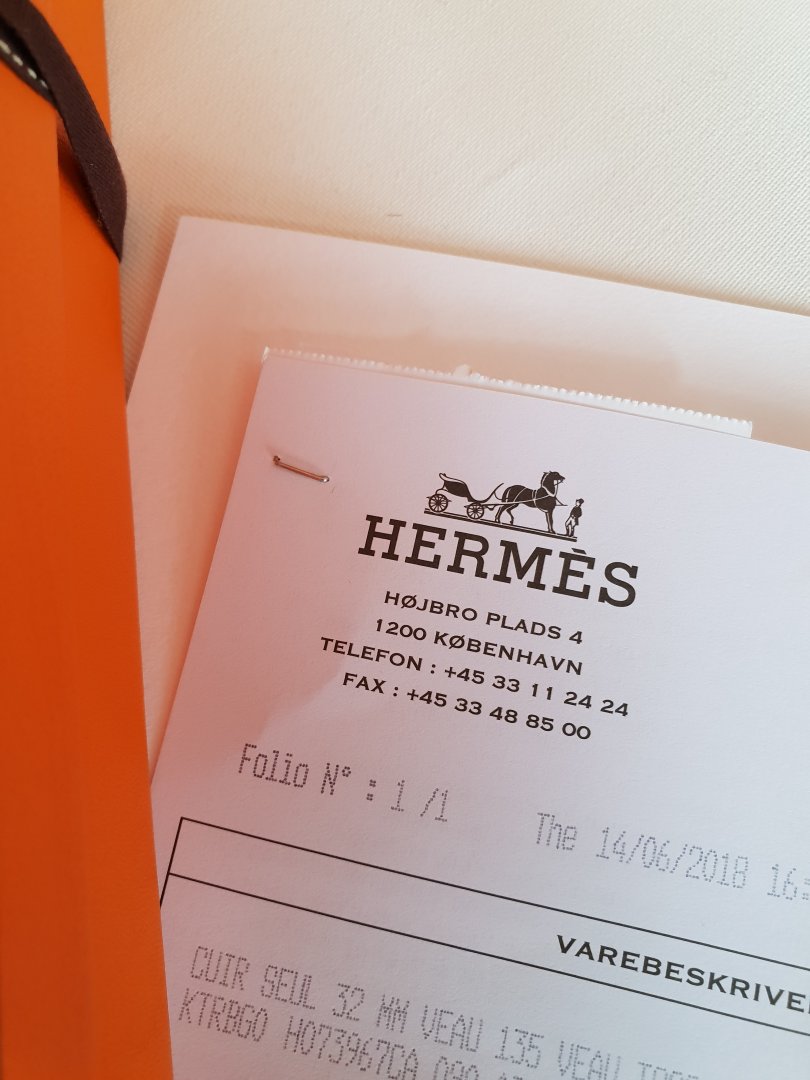 HERMÈS
HØJBRO PLADS 4
1200 KØBENHAVN
TELEFON : +45 33 11 24 24
FAX : +45 33 48 85 00
Folio N° : 1 /1
The 14/06/2018 16:
VAREBESKRIVE
CUIR SEUL 32 MM VEAU 135 VEAU
KTRBGO H073967CA